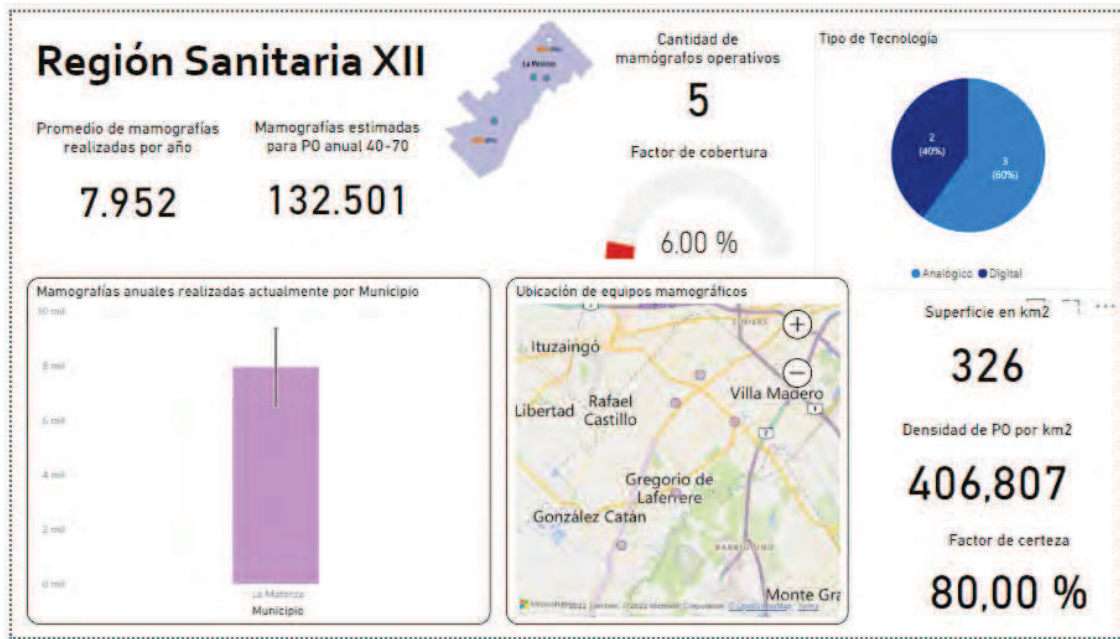 Región Sanitaria XII
La Matanza
Cantidad de
mamógrafos operativos
5
Tipo de Tecnología
2
(40%)
3
(60%)
Analógico
Digital
Promedio de mamografías
realizadas por año
7.952
Mamografías estimadas
para PO anual 40-70
132.501
Factor de cobertura
6,00 %
Mamografías anuales realizadas actualmente por Municipio
10 mil
8 mil
6 mil
4 mil
2 mil
0 mil
La Matanza
Municipio
Ubicación de equipos mamográficos
LINIERS
Ituzaingó
Villa Madero
Rafael
Castillo
Libertad
Gregorio de
Laferrere
González Catán
Monte Gra
Superficie en km2
326
Densidad de PO por km2
406,807
Factor de certeza
80,00 %